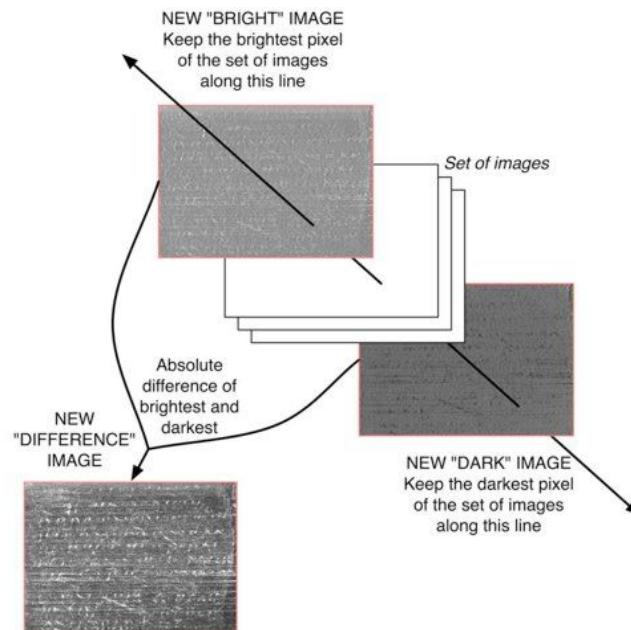 NEW "BRIGHT" IMAGE
Keep the brightest pixel
of the set of images
along this line
Set of images
Absolute
difference of
brightest and
darkest
NEW
"DIFFERENCE"
IMAGE
NEW "DARK" IMAGE
Keep the darkest pixel
of the set of images
along this line